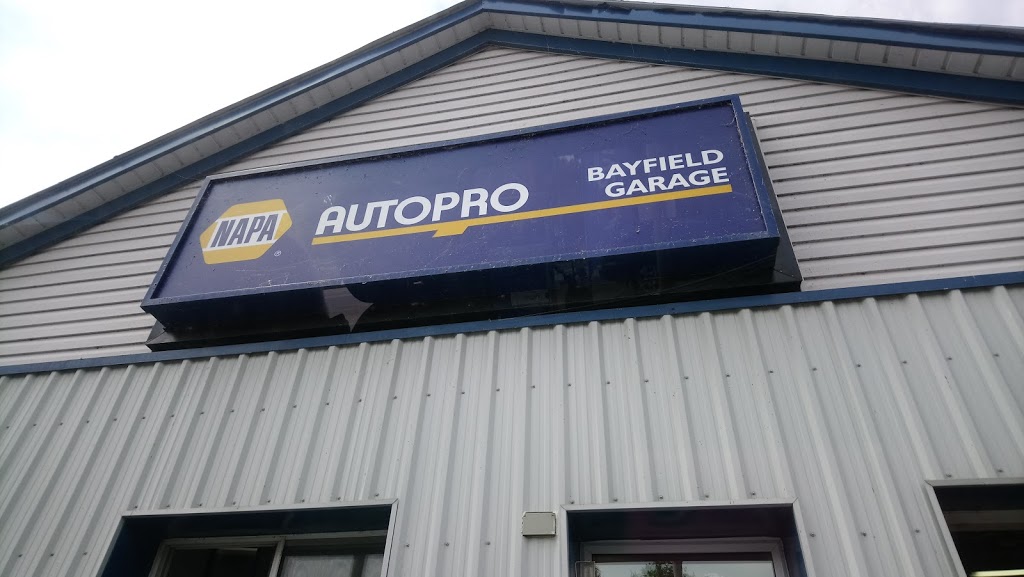 NAPA
®
AUTOPRO
BAYFIELD
GARAGE